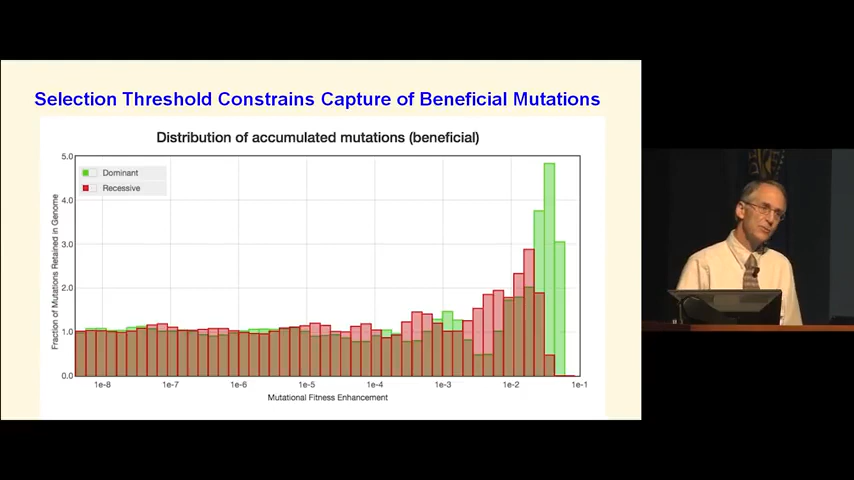 Selection Threshold Constrains Capture of Beneficial Mutations
Distribution of accumulated mutations (beneficial)
Dominant
Recessive
Fraction of Mutations Retained in Genome
5.0
4.0
3.0
2.0
1.0
0.0
1e-8 1e-7 1e-6 1e-5 1e-4 1e-3 1e-2 1e-1
Mutational Fitness Enhancement